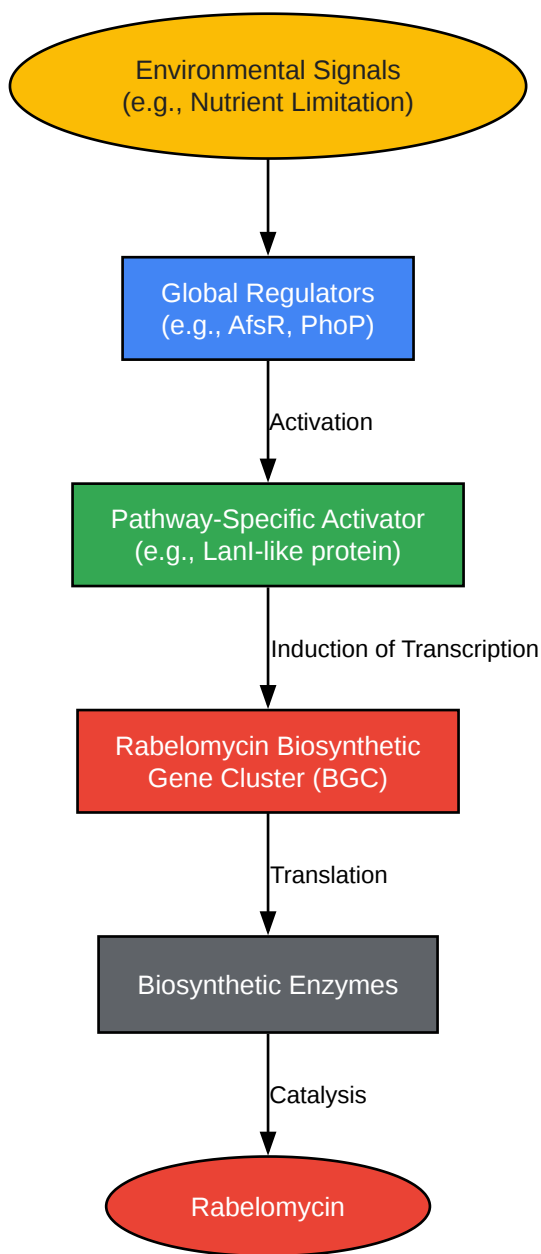 Environmental Signals
(e.g., Nutrient Limitation)
Global Regulators
(e.g., AfsR, PhoP)
Activation
Pathway-Specific Activator
(e.g., LanI-like protein)
Induction of Transcription
Rabelomycin Biosynthetic
Gene Cluster (BGC)
Translation
Biosynthetic Enzymes
Catalysis
Rabelomycin